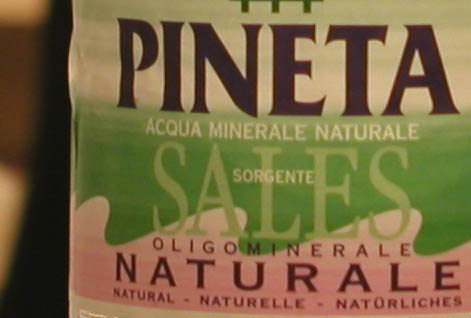 PINETA
ACQUA MINERALE NATURALE
SALES
SORGENTE
OLIGOMINERALE
NATURALE
NATURAL - NATURELLE - NATÜRLICHES